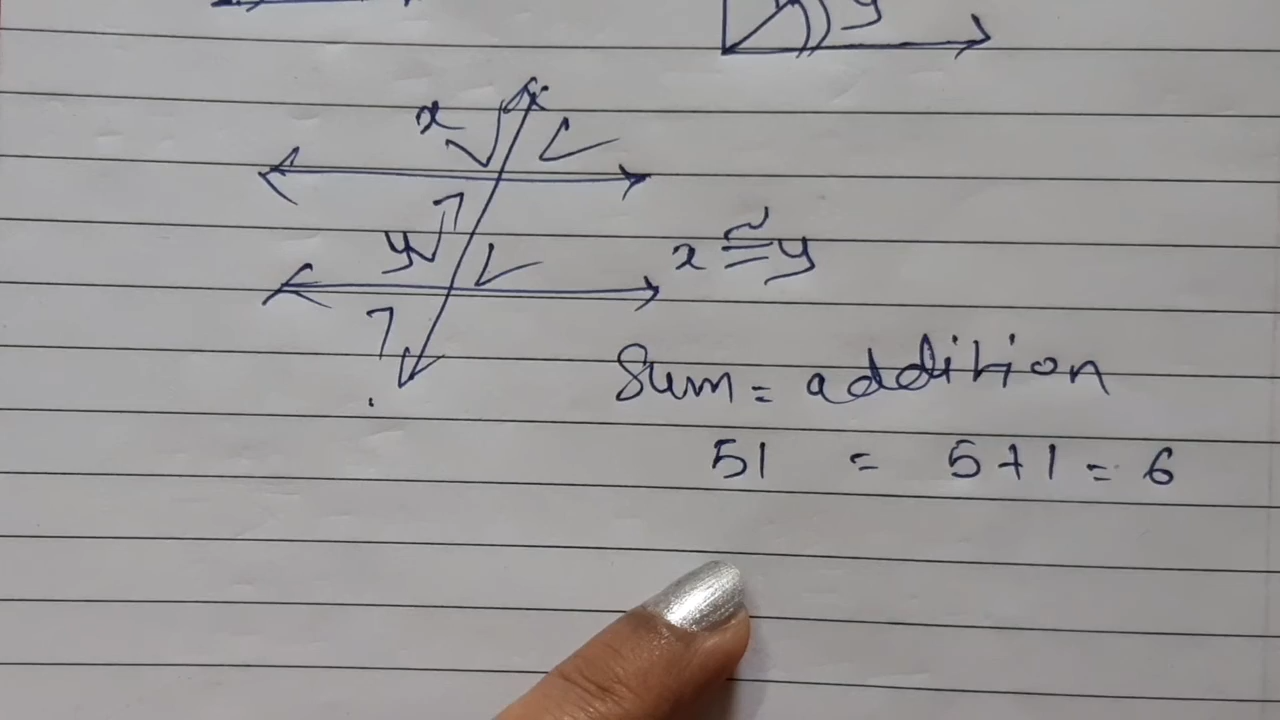 y
x
y
x ≅ y
Sum = addition
51 = 5+1 = 6